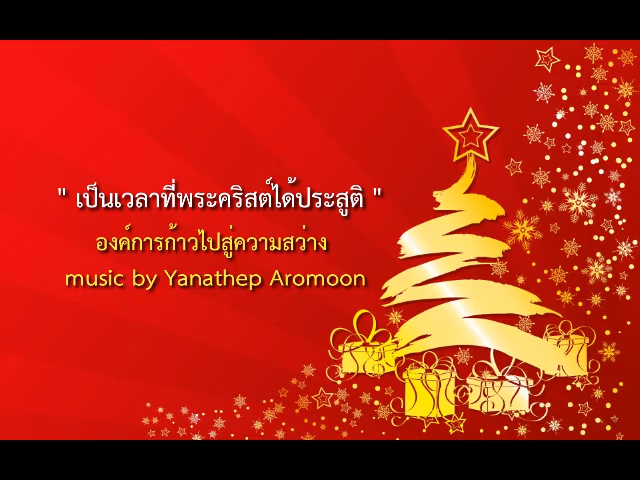 " เป็นเวลาที่พระคริสต์ได้ประสูติ "
องค์การก้าวไปสู่ความสว่าง
music by Yanathep Aromoon